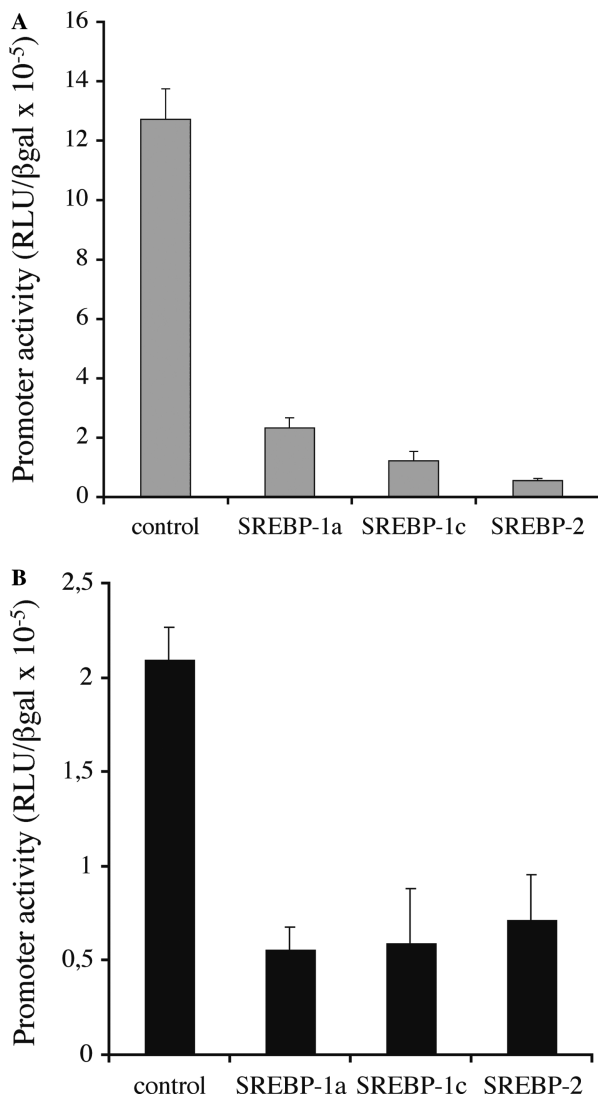 A
Promoter activity (RLU/βgal x 10⁻⁵)
16
14
12
10
8
6
4
2
0
control SREBP-1a SREBP-1c SREBP-2
B
Promoter activity (RLU/βgal x 10⁻⁵)
2,5
2
1,5
1
0,5
0
control SREBP-1a SREBP-1c SREBP-2